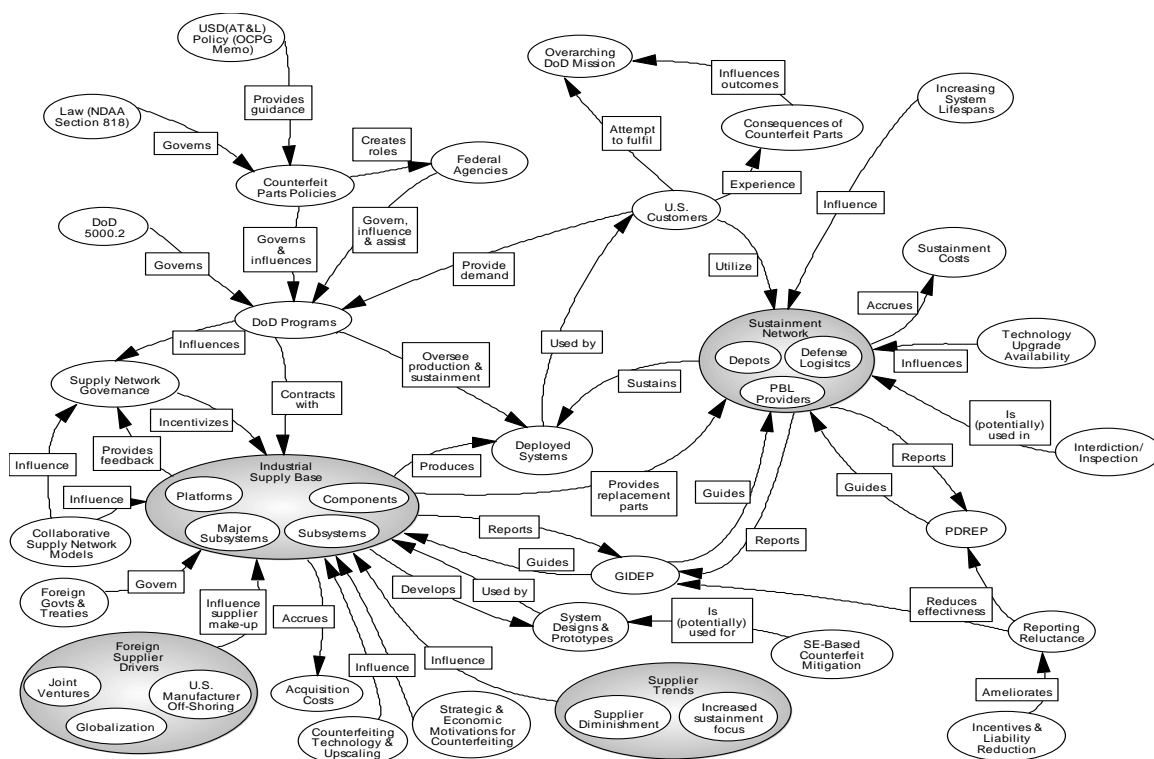 USD(AT&L)
Policy (OCPG
Memo)
Overarching
DoD Mission
Influences
outcomes
Increasing
System
Lifespans
Law (NDAA
Section 818)
Provides
guidance
Consequences of
Counterfeit Parts
Governs
Creates
roles
Attempt
to fulfil
Federal
Agencies
Counterfeit
Parts Policies
Experience
Influence
DoD
5000.2
Govern,
influence
& assist
U.S.
Customers
Governs
&
influences
Governs
Provide
demand
Utilize
Sustainment
Costs
Accrues
DoD Programs
Sustainment
Network
Depots
Defense
Logisitcs
PBL
Providers
Technology
Upgrade
Availability
Influences
Influences
Oversee
production &
sustainment
Used by
Sustains
Supply Network
Governance
Contracts
with
Incentivizes
Is
(potentially)
used in
Provides
feedback
Deployed
Systems
Interdiction/
Inspection
Influence
Industrial
Supply Base
Platforms
Components
Major
Subsystems
Subsystems
Produces
Reports
Provides
replacement
parts
Guides
Guides
Influence
Collaborative
Supply Network
Models
Reports
Reports
PDREP
Guides
GIDEP
Foreign
Govts &
Treaties
Govern
Influence
supplier
make-up
Accrues
Develops
Used by
System
Designs &
Prototypes
Is
(potentially)
used for
Reduces
effectivness
Reporting
Reluctance
SE-Based
Counterfeit
Mitigation
Foreign
Supplier
Drivers
Joint
Ventures
U.S.
Manufacturer
Off-Shoring
Globalization
Influence
Influence
Acquisition
Costs
Supplier
Trends
Supplier
Diminishment
Increased
sustainment
focus
Ameliorates
Strategic &
Economic
Motivations for
Counterfeiting
Counterfeiting
Technology &
Upscaling
Incentives &
Liability
Reduction